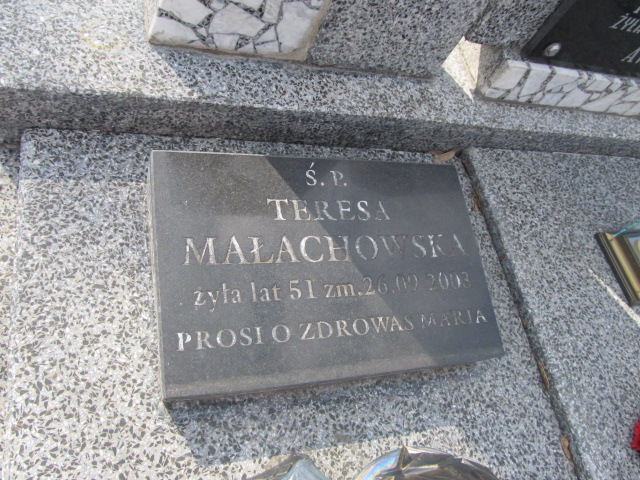 Ś. P.
TERESA
MAŁACHOWSKA
żyła lat 51 zm. 26.09.2003
PROSI O ZDROWAŚ MARIA